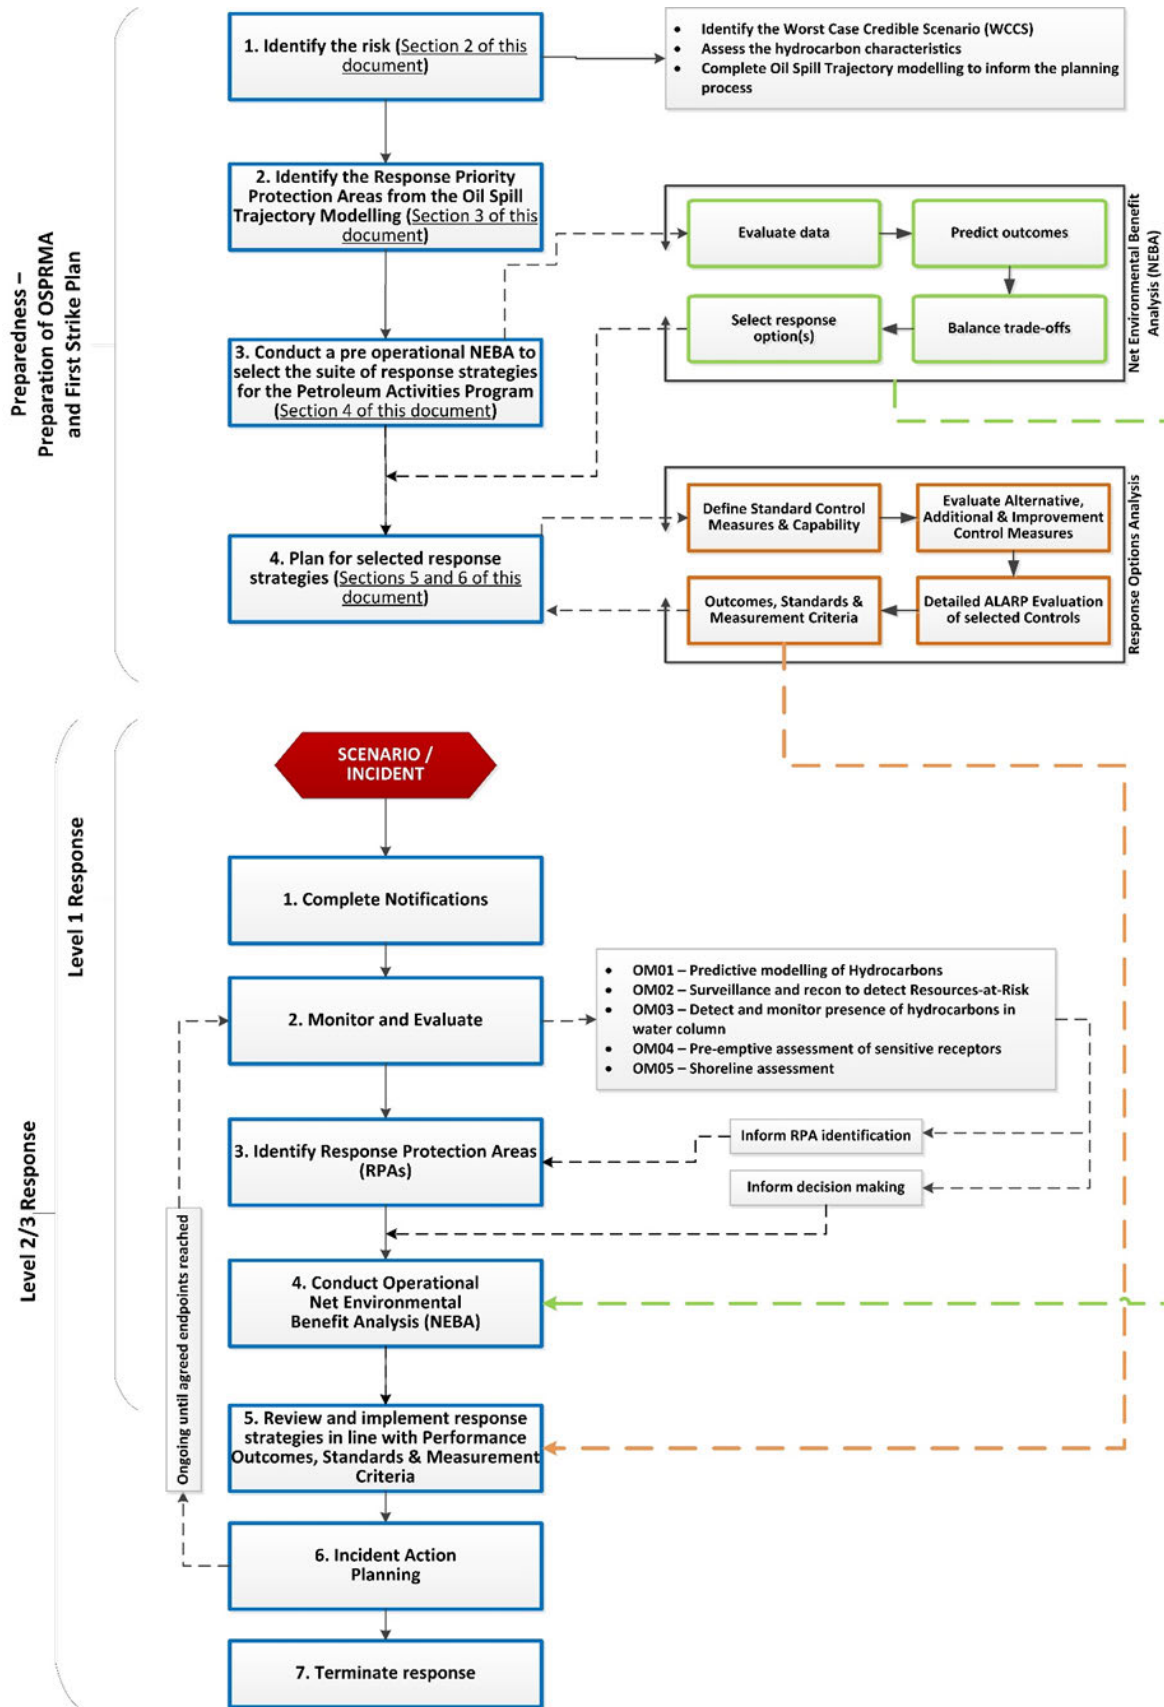 Preparedness –
Preparation of OSPRMA
and First Strike Plan
1. Identify the risk (Section 2 of this
document)
• Identify the Worst Case Credible Scenario (WCCS)
• Assess the hydrocarbon characteristics
• Complete Oil Spill Trajectory modelling to inform the planning
process
2. Identify the Response Priority
Protection Areas from the Oil Spill
Trajectory Modelling (Section 3 of this
document)
Evaluate data
Predict outcomes
Select response
option(s)
Balance trade-offs
Net Environmental Benefit
Analysis (NEBA)
3. Conduct a pre operational NEBA to
select the suite of response strategies
for the Petroleum Activities Program
(Section 4 of this document)
4. Plan for selected response
strategies (Sections 5 and 6 of this
document)
Define Standard Control
Measures & Capability
Evaluate Alternative,
Additional & Improvement
Control Measures
Outcomes, Standards &
Measurement Criteria
Detailed ALARP Evaluation
of selected Controls
Response Options Analysis
Level 2/3 Response
Level 1 Response
SCENARIO /
INCIDENT
1. Complete Notifications
2. Monitor and Evaluate
• OM01 – Predictive modelling of Hydrocarbons
• OM02 – Surveillance and recon to detect Resources-at-Risk
• OM03 – Detect and monitor presence of hydrocarbons in
water column
• OM04 – Pre-emptive assessment of sensitive receptors
• OM05 – Shoreline assessment
3. Identify Response Protection Areas
(RPAs)
Inform RPA identification
Inform decision making
Ongoing until agreed endpoints reached
4. Conduct Operational
Net Environmental
Benefit Analysis (NEBA)
5. Review and implement response
strategies in line with Performance
Outcomes, Standards & Measurement
Criteria
6. Incident Action
Planning
7. Terminate response